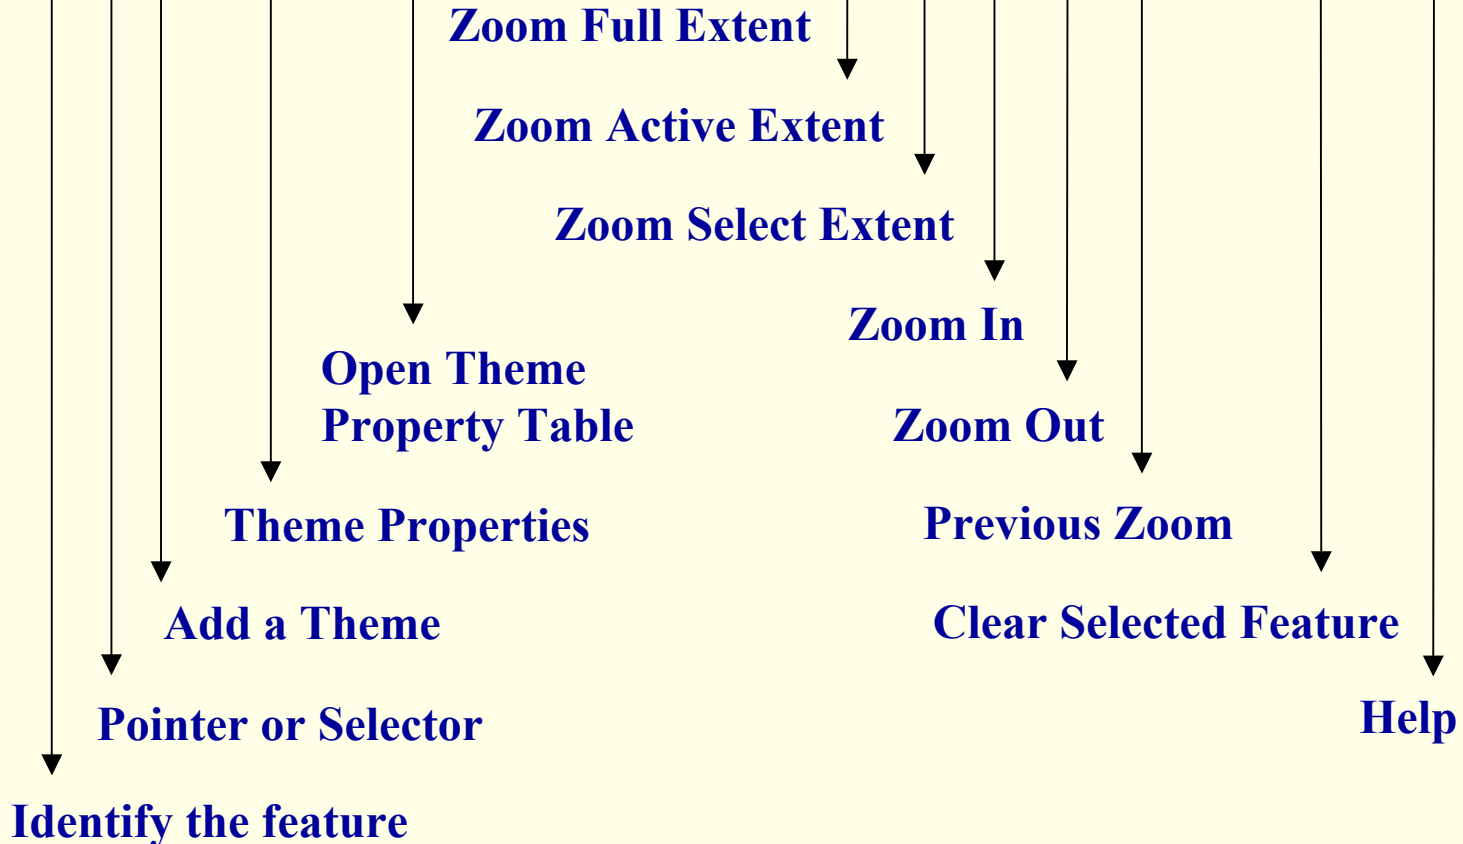 Zoom Full Extent
Zoom Active Extent
Zoom Select Extent
Zoom In
Open Theme
Property Table
Zoom Out
Theme Properties
Previous Zoom
Add a Theme
Clear Selected Feature
Pointer or Selector
Help
Identify the feature